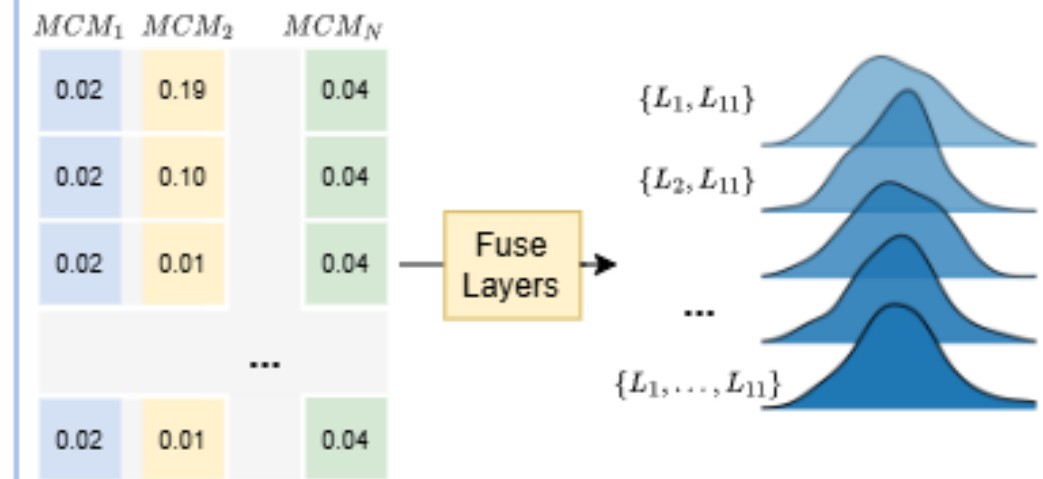 MCM₁ MCM₂ MCM_N
0.02 0.19 0.04
0.02 0.10 0.04
0.02 0.01 0.04
...
0.02 0.01 0.04
Fuse
Layers
{L₁, L₁₁}
{L₂, L₁₁}
...
{L₁, . . . , L₁₁}